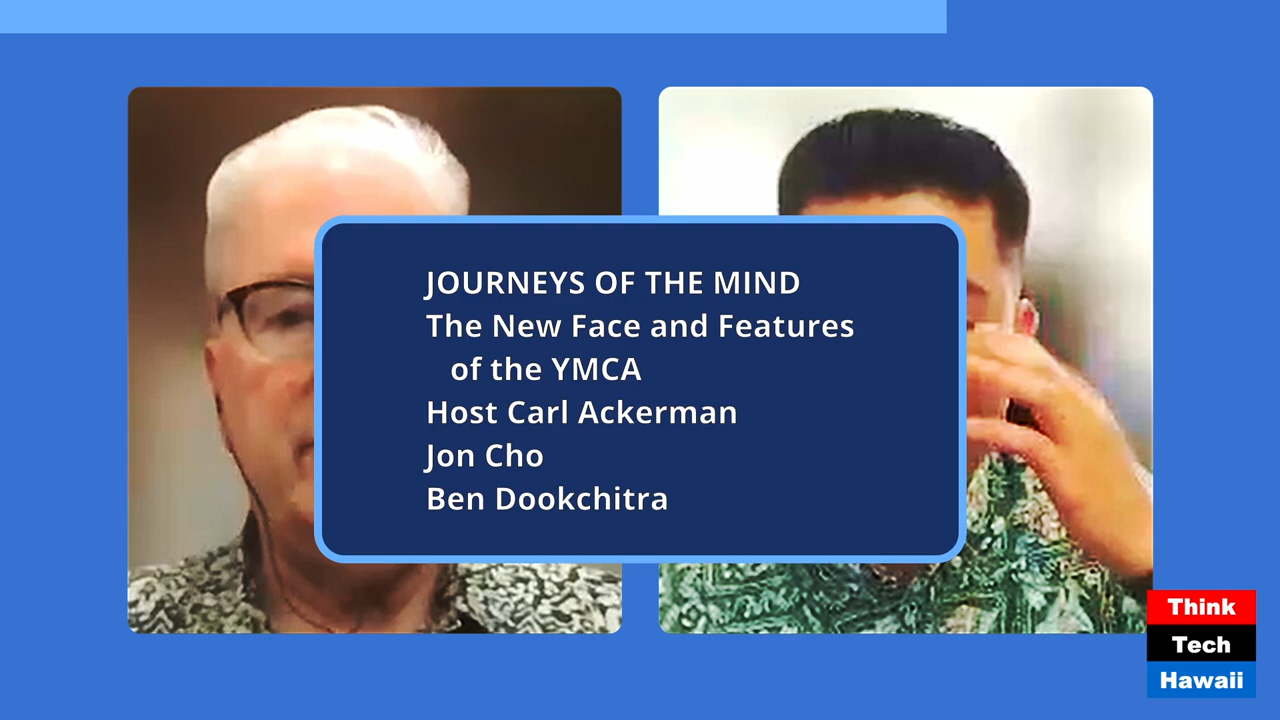 JOURNEYS OF THE MIND
The New Face and Features
of the YMCA
Host Carl Ackerman
Jon Cho
Ben Dookchitra
Think
Tech
Hawaii